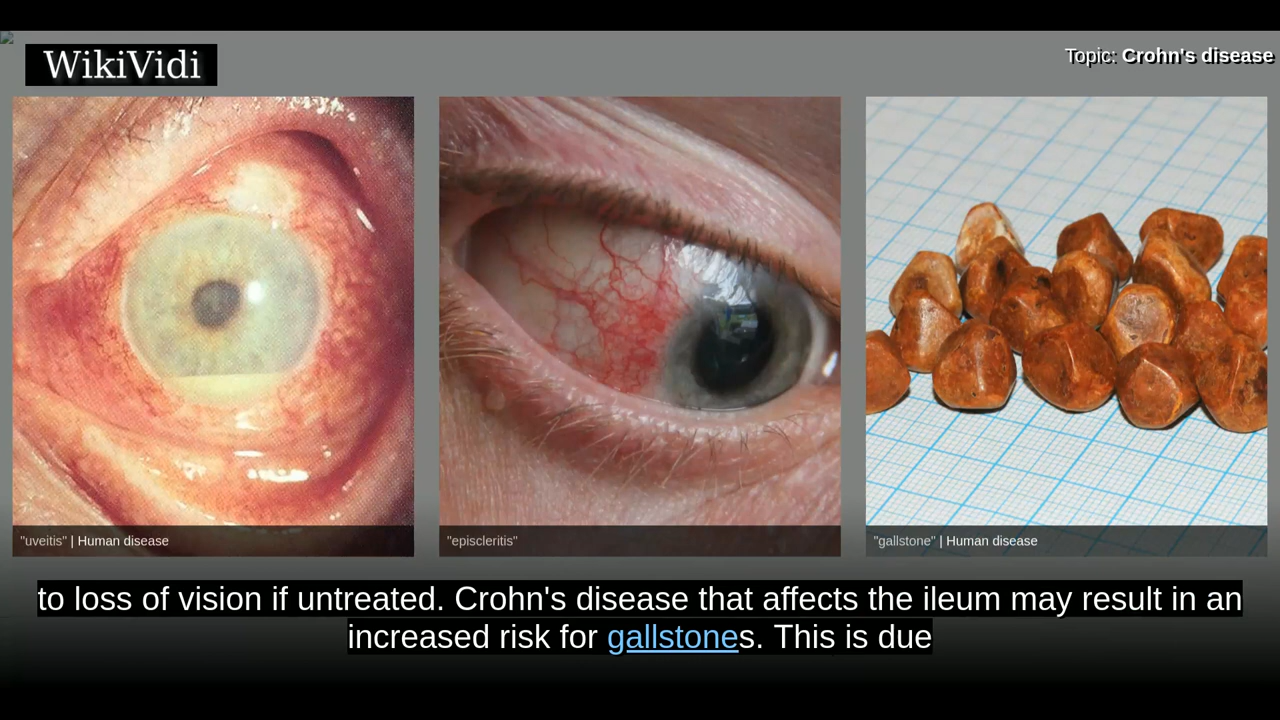 WikiVidi
Topic: Crohn's disease
"uveitis" | Human disease
"episcleritis"
"gallstone" | Human disease
to loss of vision if untreated. Crohn's disease that affects the ileum may result in an
increased risk for gallstones. This is due